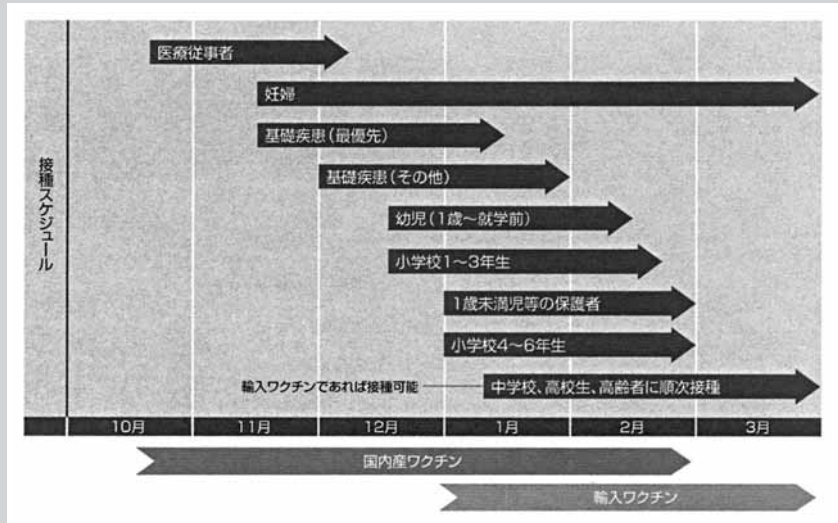 接種スケジュール
医療従事者
妊婦
基礎疾患(最優先)
基礎疾患(その他)
幼児(1歳〜就学前)
小学校1〜3年生
1歳未満児等の保護者
小学校4〜6年生
輸入ワクチンであれば接種可能
中学校、高校生、高齢者に順次接種
10月 11月 12月 1月 2月 3月
国内産ワクチン
輸入ワクチン